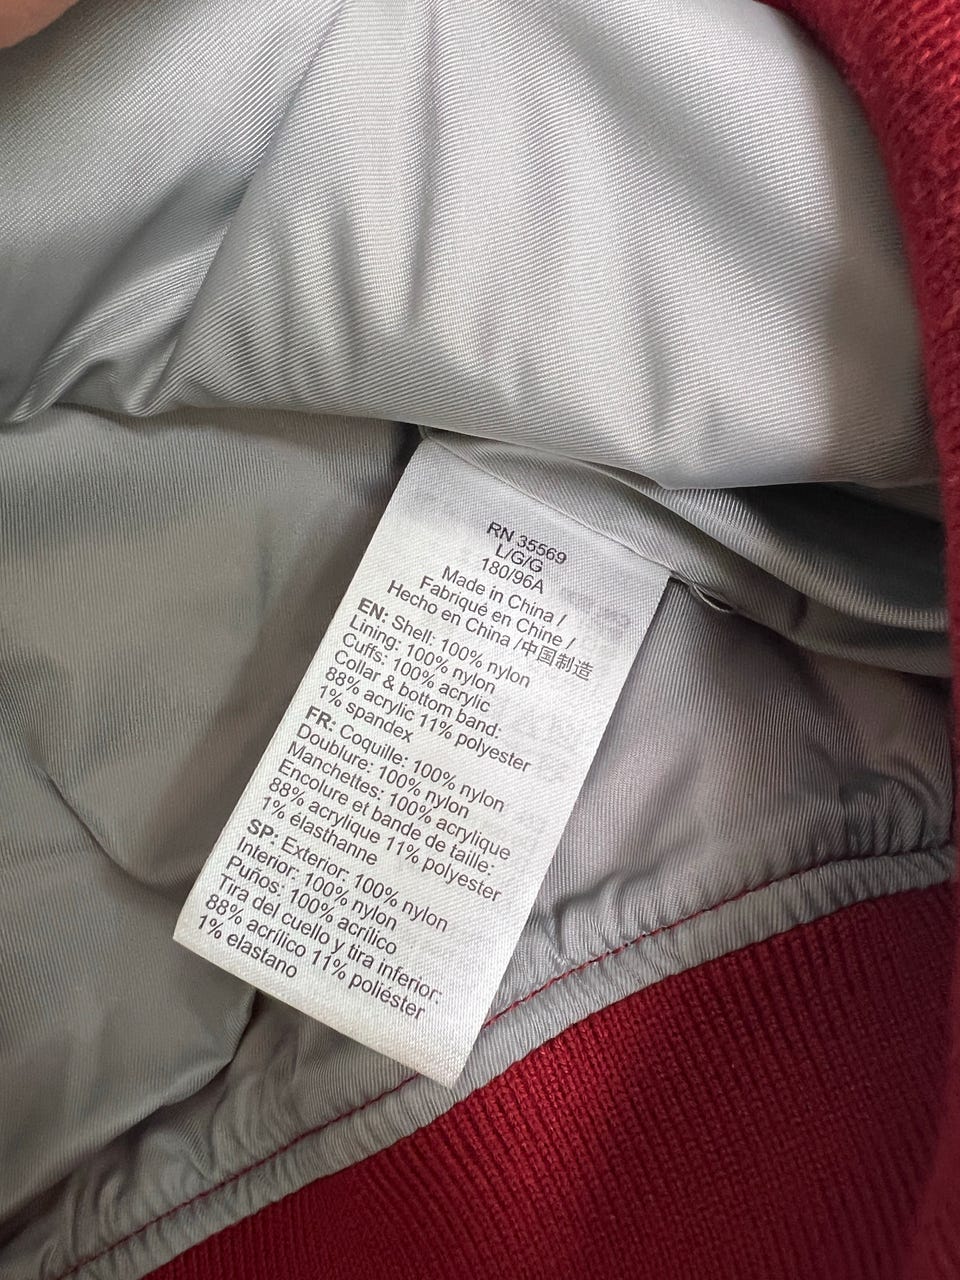 RN 35569
L/G/G
180/96A
Made in China /
Fabriqué en Chine /
Hecho en China /中国制造
EN: Shell: 100% nylon
Lining: 100% nylon
Cuffs: 100% acrylic
Collar & bottom band:
88% acrylic 11% polyester
1% spandex
FR: Coquille: 100% nylon
Doublure: 100% nylon
Manchettes: 100% acrylique
Encolure et bande de taille:
88% acrylique 11% polyester
1% élasthanne
SP: Exterior: 100% nylon
Interior: 100% nylon
Puños: 100% acrílico
Tira del cuello y tira inferior:
88% acrílico 11% poliéster
1% elastano